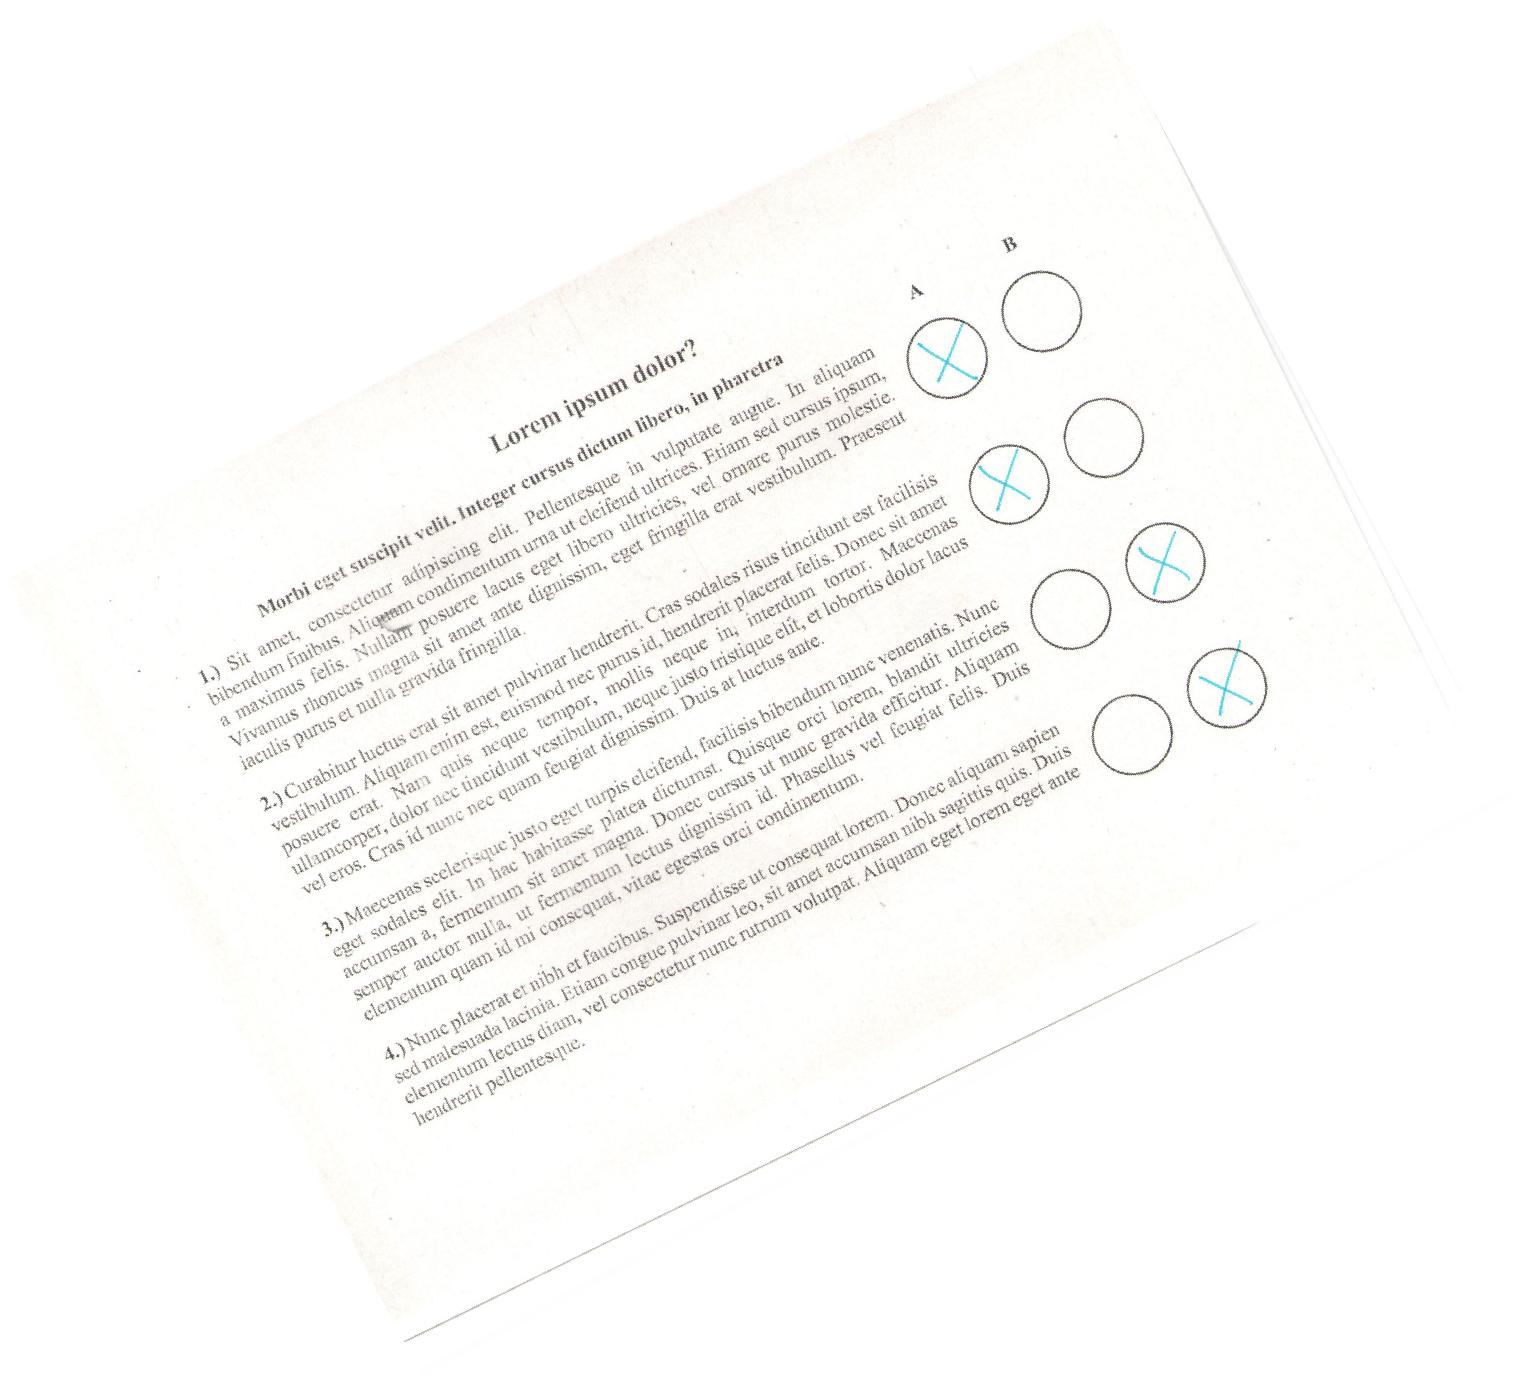 A B
Lorem ipsum dolor?
Morbi eget suscipit velit. Integer cursus dictum libero, in pharetra
1.) Sit amet, consectetur adipiscing elit. Pellentesque in vulputate augue. In aliquam
bibendum finibus. Aliquam condimentum urna ut eleifend ultrices. Etiam sed cursus ipsum,
a maximus felis. Nullam posuere lacus eget libero ultricies, vel ornare purus molestie.
Vivamus rhoncus magna sit amet ante dignissim, eget fringilla erat vestibulum. Praesent
iaculis purus et nulla gravida fringilla.
2.) Curabitur luctus erat sit amet pulvinar hendrerit. Cras sodales risus tincidunt est facilisis
vestibulum. Aliquam enim est, euismod nec purus id, hendrerit placerat felis. Donec sit amet
posuere erat. Nam quis neque tempor, mollis neque in, interdum tortor. Maecenas
ullamcorper, dolor nec tincidunt vestibulum, neque justo tristique elit, et lobortis dolor lacus
vel eros. Cras id nunc nec quam feugiat dignissim. Duis at luctus ante.
3.) Maecenas scelerisque justo eget turpis eleifend, facilisis bibendum nunc venenatis. Nunc
eget sodales elit. In hac habitasse platea dictumst. Quisque orci lorem, blandit ultricies
accumsan a, fermentum sit amet magna. Donec cursus ut nunc gravida efficitur. Aliquam
semper auctor nulla, ut fermentum lectus dignissim id. Phasellus vel feugiat felis. Duis
elementum quam id mi consequat, vitae egestas orci condimentum.
4.) Nunc placerat et nibh et faucibus. Suspendisse ut consequat lorem. Donec aliquam sapien
sed malesuada lacinia. Etiam congue pulvinar leo, sit amet accumsan nibh sagittis quis. Duis
elementum lectus diam, vel consectetur nunc rutrum volutpat. Aliquam eget lorem eget ante
hendrerit pellentesque.